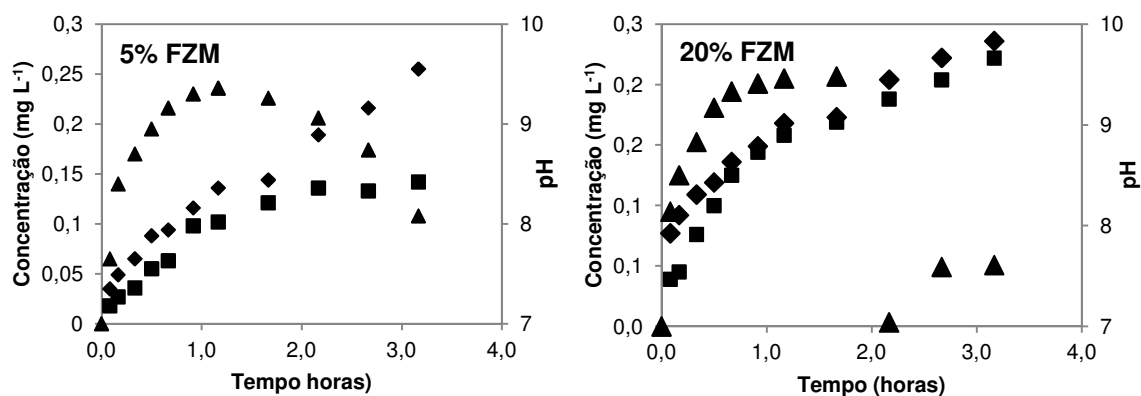 5% FZM
Concentração (mg L-1)
0,3
0,25
0,2
0,15
0,1
0,05
0
10
9
8
7
pH
0,0 1,0 2,0 3,0 4,0
Tempo horas)
20% FZM
Concentração (mg L-1)
0,3
0,2
0,2
0,1
0,1
0,0
10
9
8
7
pH
0,0 1,0 2,0 3,0 4,0
Tempo (horas)